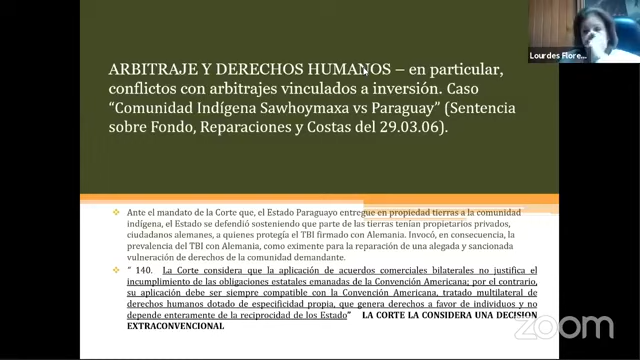 ARBITRAJE Y DERECHOS HUMANOS – en particular,
conflictos con arbitrajes vinculados a inversión. Caso
“Comunidad Indígena Sawhoymaxa vs Paraguay” (Sentencia
sobre Fondo, Reparaciones y Costas del 29.03.06).
Lourdes Flore...
Ante el mandato de la Corte que, el Estado Paraguayo entregue en propiedad tierras a la comunidad
indígena, el Estado se defendió sosteniendo que parte de las tierras tenían propietarios privados,
ciudadanos alemanes, a quienes protegía el TBI firmado con Alemania. Invocó, en consecuencia, la
prevalencia del TBI con Alemania, como eximente para la reparación de una alegada y sancionada
vulneración de derechos de la comunidad demandante.
“ 140. La Corte considera que la aplicación de acuerdos comerciales bilaterales no justifica el
incumplimiento de las obligaciones estatales emanadas de la Convención Americana; por el contrario,
su aplicación debe ser siempre compatible con la Convención Americana, tratado multilateral de
derechos humanos dotado de especificidad propia, que genera derechos a favor de individuos y no
depende enteramente de la reciprocidad de los Estado” LA CORTE LA CONSIDERA UNA DECISION
EXTRACONVENCIONAL
zoom